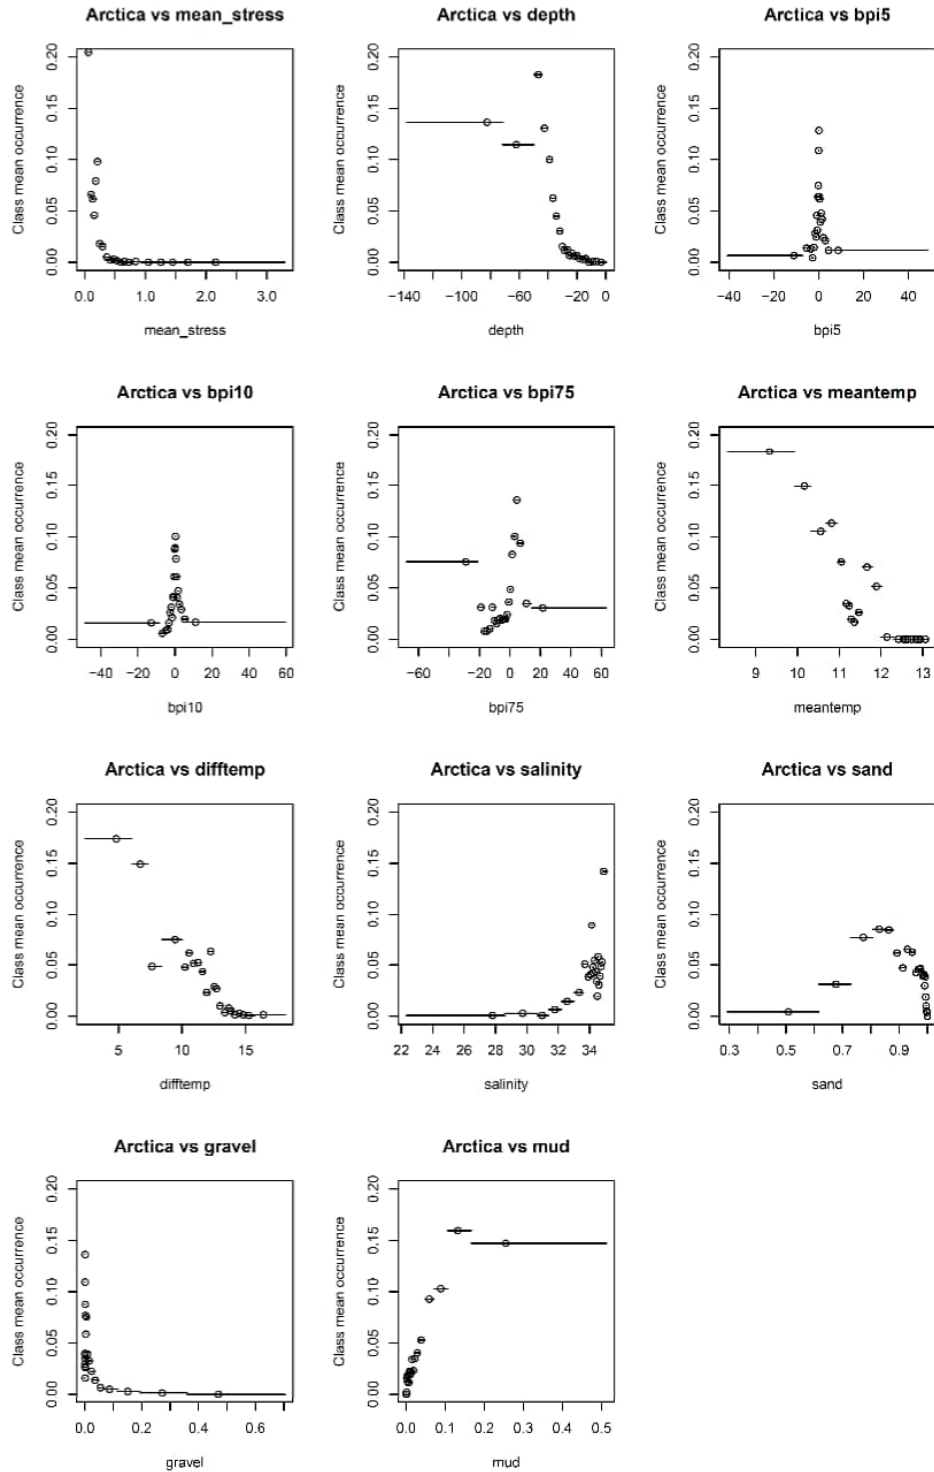 Arctica vs mean_stress
Class mean occurrence
0.00 0.05 0.10 0.15 0.20
0.0 1.0 2.0 3.0
mean_stress
Arctica vs depth
Class mean occurrence
0.00 0.05 0.10 0.15 0.20
−140 −100 −60 −20 0
depth
Arctica vs bpi5
Class mean occurrence
0.00 0.05 0.10 0.15 0.20
−40 −20 0 20 40
bpi5
Arctica vs bpi10
Class mean occurrence
0.00 0.05 0.10 0.15 0.20
−40 −20 0 20 40 60
bpi10
Arctica vs bpi75
Class mean occurrence
0.00 0.05 0.10 0.15 0.20
−60 −20 0 20 40 60
bpi75
Arctica vs meantemp
Class mean occurrence
0.00 0.05 0.10 0.15 0.20
9 10 11 12 13
meantemp
Arctica vs difftemp
Class mean occurrence
0.00 0.05 0.10 0.15 0.20
5 10 15
difftemp
Arctica vs salinity
Class mean occurrence
0.00 0.05 0.10 0.15 0.20
22 24 26 28 30 32 34
salinity
Arctica vs sand
Class mean occurrence
0.00 0.05 0.10 0.15 0.20
0.3 0.5 0.7 0.9
sand
Arctica vs gravel
Class mean occurrence
0.00 0.05 0.10 0.15 0.20
0.0 0.2 0.4 0.6
gravel
Arctica vs mud
Class mean occurrence
0.00 0.05 0.10 0.15 0.20
0.0 0.1 0.2 0.3 0.4 0.5
mud